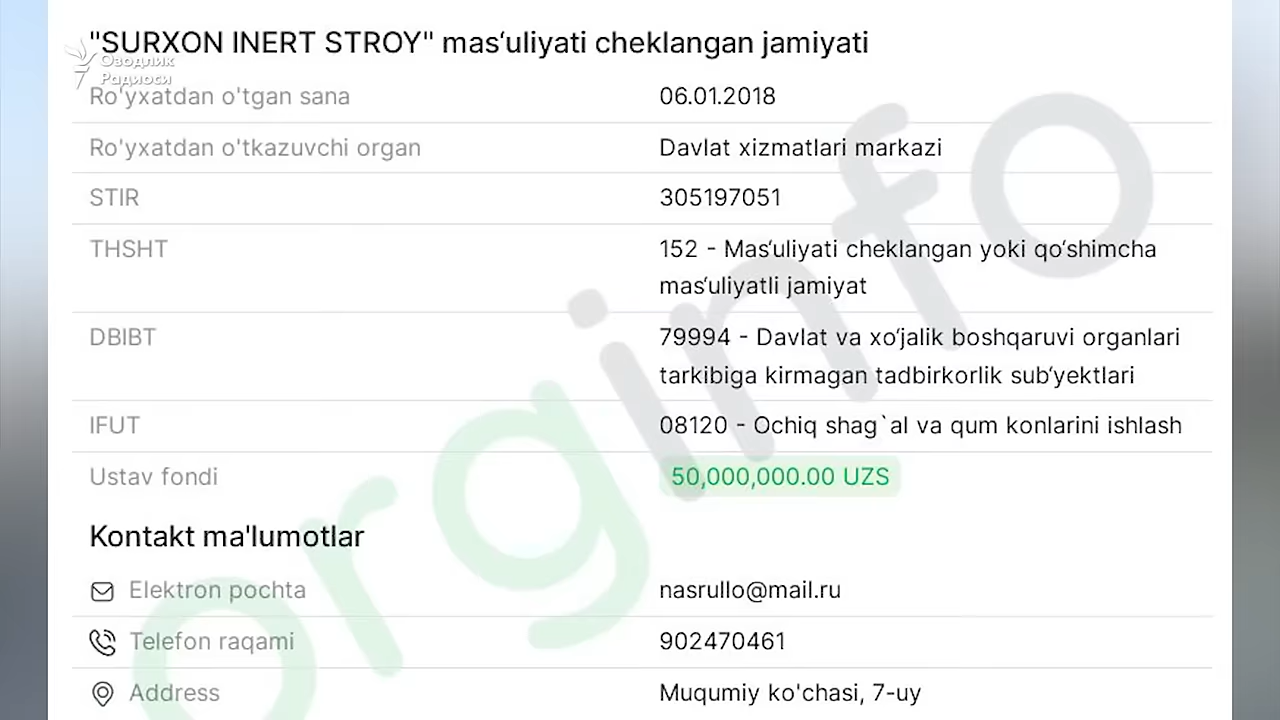 "SURXON INERT STROY" mas‘uliyati cheklangan jamiyati
Озодлик
Радиоси
Ro'yxatdan o'tgan sana 06.01.2018
Ro'yxatdan o'tkazuvchi organ Davlat xizmatlari markazi
STIR 305197051
THSHT 152 - Mas‘uliyati cheklangan yoki qo‘shimcha
mas‘uliyatli jamiyat
DBIBT 79994 - Davlat va xo‘jalik boshqaruvi organlari
tarkibiga kirmagan tadbirkorlik sub‘yektlari
IFUT 08120 - Ochiq shag`al va qum konlarini ishlash
Ustav fondi 50,000,000.00 UZS
Kontakt ma'lumotlar
Elektron pochta nasrullo@mail.ru
Telefon raqami 902470461
Address Muqumiy ko'chasi, 7-uy
orginfo